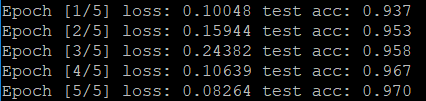 Epoch [1/5] loss: 0.10048 test acc: 0.937
Epoch [2/5] loss: 0.15944 test acc: 0.953
Epoch [3/5] loss: 0.24382 test acc: 0.958
Epoch [4/5] loss: 0.10639 test acc: 0.967
Epoch [5/5] loss: 0.08264 test acc: 0.970